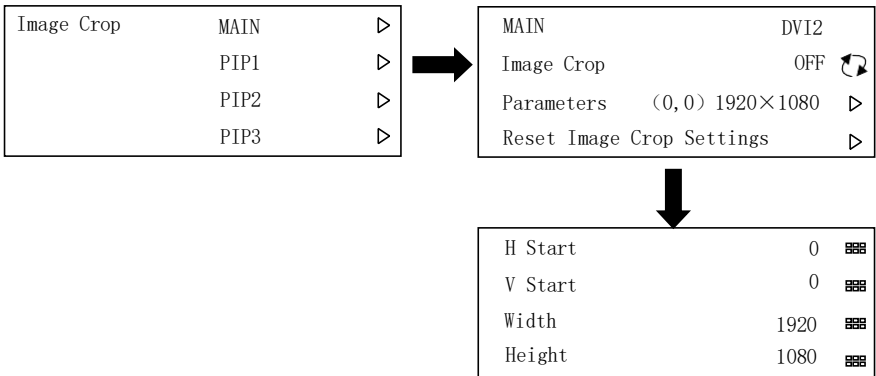 Image Crop MAIN
PIP1
PIP2
PIP3
MAIN DVI2
Image Crop OFF
Parameters （0,0）1920×1080
Reset Image Crop Settings
H Start 0
V Start 0
Width 1920
Height 1080